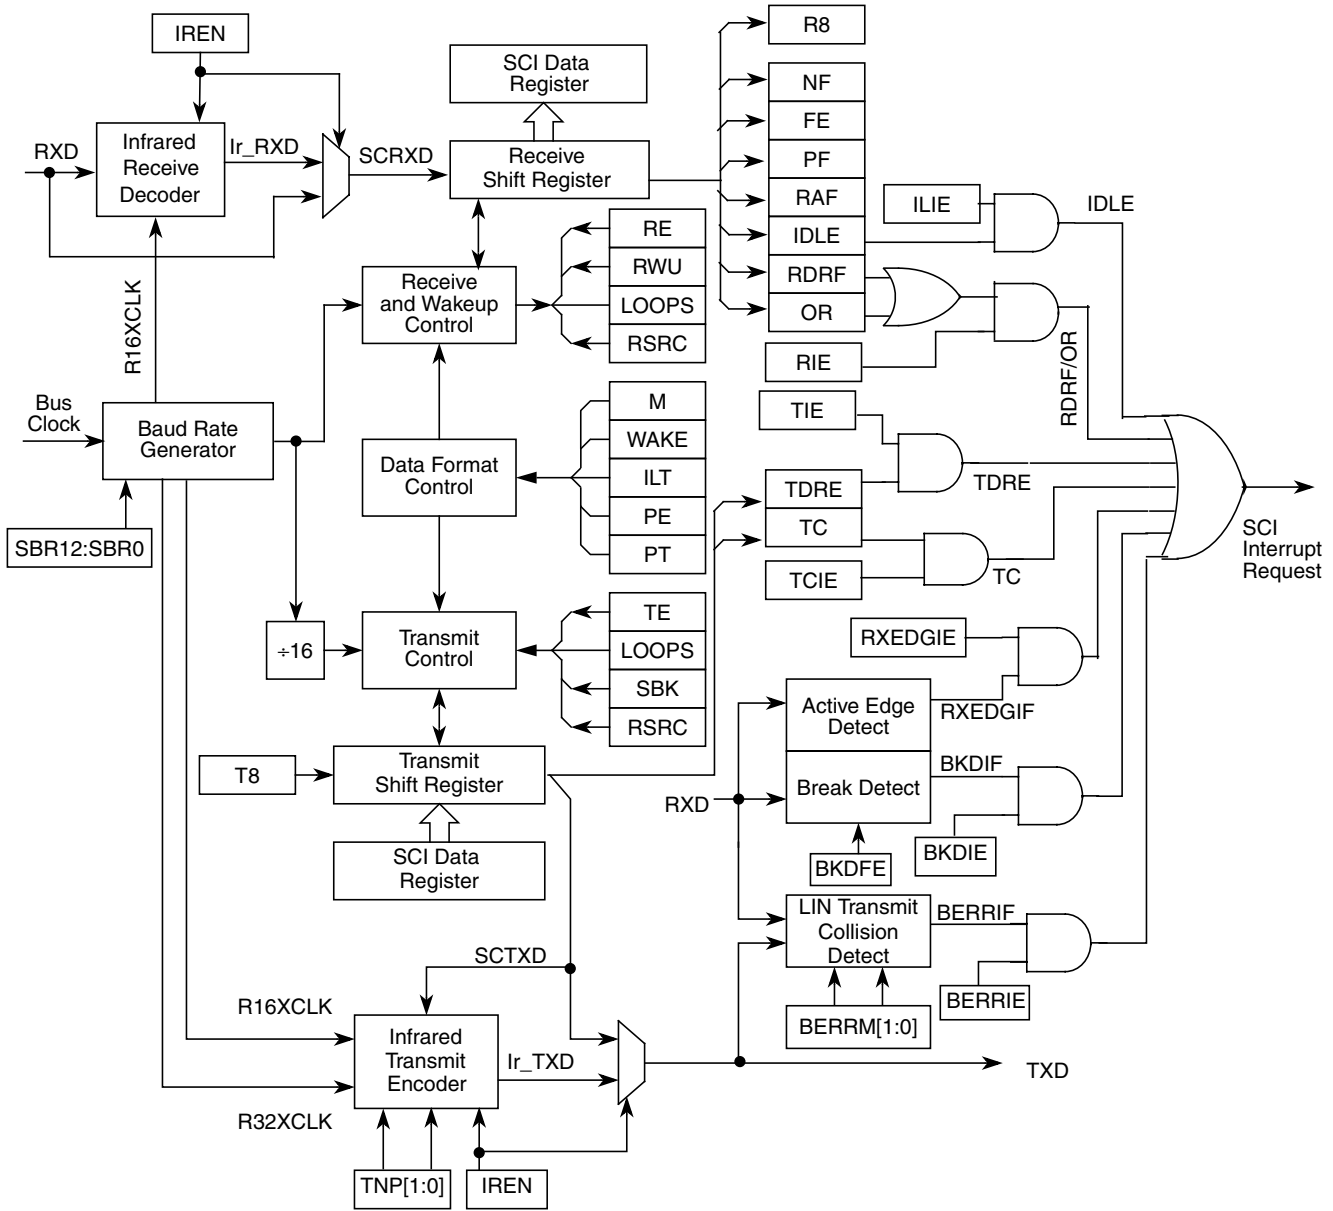 IREN
SCI Data
Register
R8
NF
FE
PF
RAF
IDLE
RDRF
OR
RXD
Infrared
Receive
Decoder
Ir_RXD
SCRXD
Receive
Shift Register
ILIE
IDLE
RE
RWU
LOOPS
RSRC
Receive
and Wakeup
Control
R16XCLK
RIE
RDRF/OR
Bus
Clock
Baud Rate
Generator
SBR12:SBR0
Data Format
Control
M
WAKE
ILT
PE
PT
TIE
TDRE
TC
TCIE
TDRE
TC
SCI
Interrupt
Request
÷16
Transmit
Control
TE
LOOPS
SBK
RSRC
RXEDGIE
Active Edge
Detect
RXEDGIF
T8
Transmit
Shift Register
RXD
Break Detect
BKDIF
BKDIE
BKDFE
SCI Data
Register
LIN Transmit
Collision
Detect
BERRIF
BERRIE
BERRM[1:0]
SCTXD
R16XCLK
Infrared
Transmit
Encoder
Ir_TXD
TXD
R32XCLK
TNP[1:0]
IREN